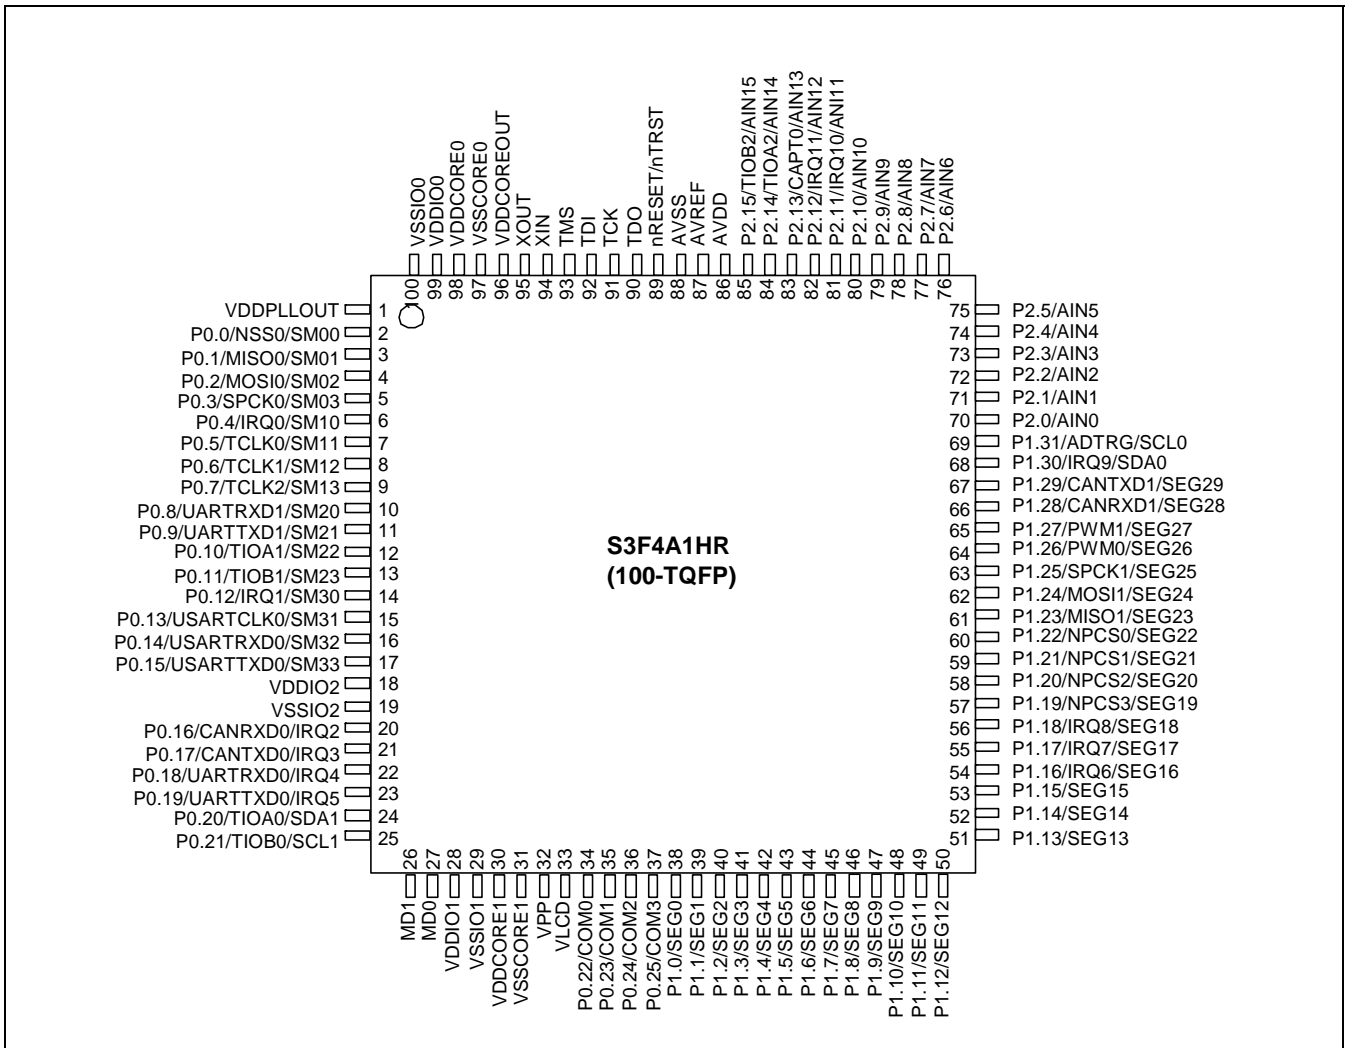 VSSIO0
VDDIO0
VDDCORE0
VSSCORE0
VDDCOREOUT
XOUT
XIN
TMS
TDI
TCK
TDO
nRESET/nTRST
AVSS
AVREF
AVDD
P2.15/TIOB2/AIN15
P2.14/TIOA2/AIN14
P2.13/CAPT0/AIN13
P2.12/IRQ11/AIN12
P2.11/IRQ10/ANI11
P2.10/AIN10
P2.9/AIN9
P2.8/AIN8
P2.7/AIN7
P2.6/AIN6
100
99
98
97
96
95
94
93
92
91
90
89
88
87
86
85
84
83
82
81
80
79
78
77
76
VDDPLLOUT 1
P0.0/NSS0/SM00 2
P0.1/MISO0/SM01 3
P0.2/MOSI0/SM02 4
P0.3/SPCK0/SM03 5
P0.4/IRQ0/SM10 6
P0.5/TCLK0/SM11 7
P0.6/TCLK1/SM12 8
P0.7/TCLK2/SM13 9
P0.8/UARTRXD1/SM20 10
P0.9/UARTTXD1/SM21 11
P0.10/TIOA1/SM22 12
P0.11/TIOB1/SM23 13
P0.12/IRQ1/SM30 14
P0.13/USARTCLK0/SM31 15
P0.14/USARTRXD0/SM32 16
P0.15/USARTTXD0/SM33 17
VDDIO2 18
VSSIO2 19
P0.16/CANRXD0/IRQ2 20
P0.17/CANTXD0/IRQ3 21
P0.18/UARTRXD0/IRQ4 22
P0.19/UARTTXD0/IRQ5 23
P0.20/TIOA0/SDA1 24
P0.21/TIOB0/SCL1 25
S3F4A1HR
(100-TQFP)
75 P2.5/AIN5
74 P2.4/AIN4
73 P2.3/AIN3
72 P2.2/AIN2
71 P2.1/AIN1
70 P2.0/AIN0
69 P1.31/ADTRG/SCL0
68 P1.30/IRQ9/SDA0
67 P1.29/CANTXD1/SEG29
66 P1.28/CANRXD1/SEG28
65 P1.27/PWM1/SEG27
64 P1.26/PWM0/SEG26
63 P1.25/SPCK1/SEG25
62 P1.24/MOSI1/SEG24
61 P1.23/MISO1/SEG23
60 P1.22/NPCS0/SEG22
59 P1.21/NPCS1/SEG21
58 P1.20/NPCS2/SEG20
57 P1.19/NPCS3/SEG19
56 P1.18/IRQ8/SEG18
55 P1.17/IRQ7/SEG17
54 P1.16/IRQ6/SEG16
53 P1.15/SEG15
52 P1.14/SEG14
51 P1.13/SEG13
26
27
28
29
30
31
32
33
34
35
36
37
38
39
40
41
42
43
44
45
46
47
48
49
50
MD1
MD0
VDDIO1
VSSIO1
VDDCORE1
VSSCORE1
VPP
VLCD
P0.22/COM0
P0.23/COM1
P0.24/COM2
P0.25/COM3
P1.0/SEG0
P1.1/SEG1
P1.2/SEG2
P1.3/SEG3
P1.4/SEG4
P1.5/SEG5
P1.6/SEG6
P1.7/SEG7
P1.8/SEG8
P1.9/SEG9
P1.10/SEG10
P1.11/SEG11
P1.12/SEG12